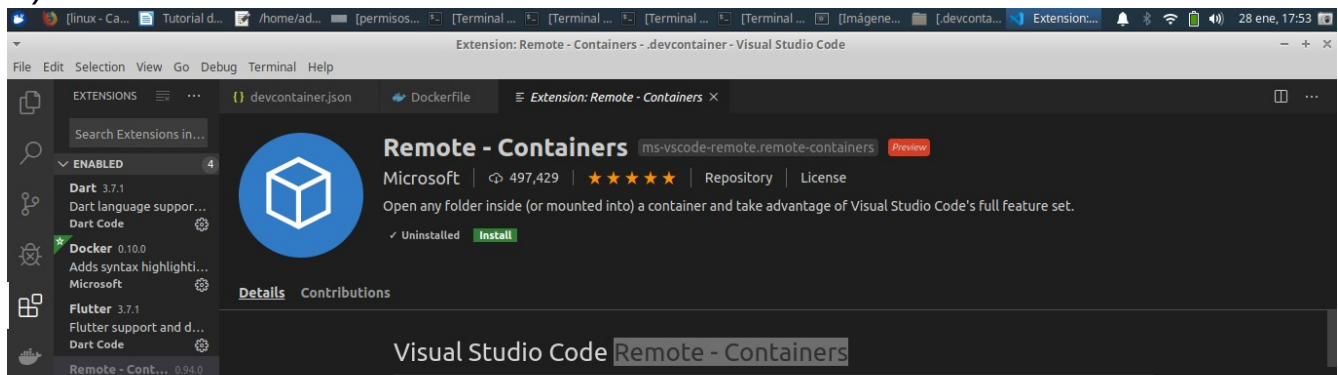 [linux - Ca... Tutorial d... /home/ad... [permisos... [Terminal ... [Terminal ... [Terminal ... [Terminal ... [Imágene... [.devconta... Extension:... 28 ene, 17:53
Extension: Remote - Containers - .devcontainer - Visual Studio Code
File Edit Selection View Go Debug Terminal Help
EXTENSIONS
devcontainer.json Dockerfile Extension: Remote - Containers
Search Extensions in...
ENABLED 4
Dart 3.7.1
Dart language suppor...
Dart Code
Docker 0.10.0
Adds syntax highlighti...
Microsoft
Flutter 3.7.1
Flutter support and d...
Dart Code
Remote - Cont... 0.94.0
Remote - Containers ms-vscode-remote.remote-containers Preview
Microsoft 497,429 Repository License
Open any folder inside (or mounted into) a container and take advantage of Visual Studio Code's full feature set.
✓ Uninstalled Install
Details Contributions
Visual Studio Code Remote - Containers